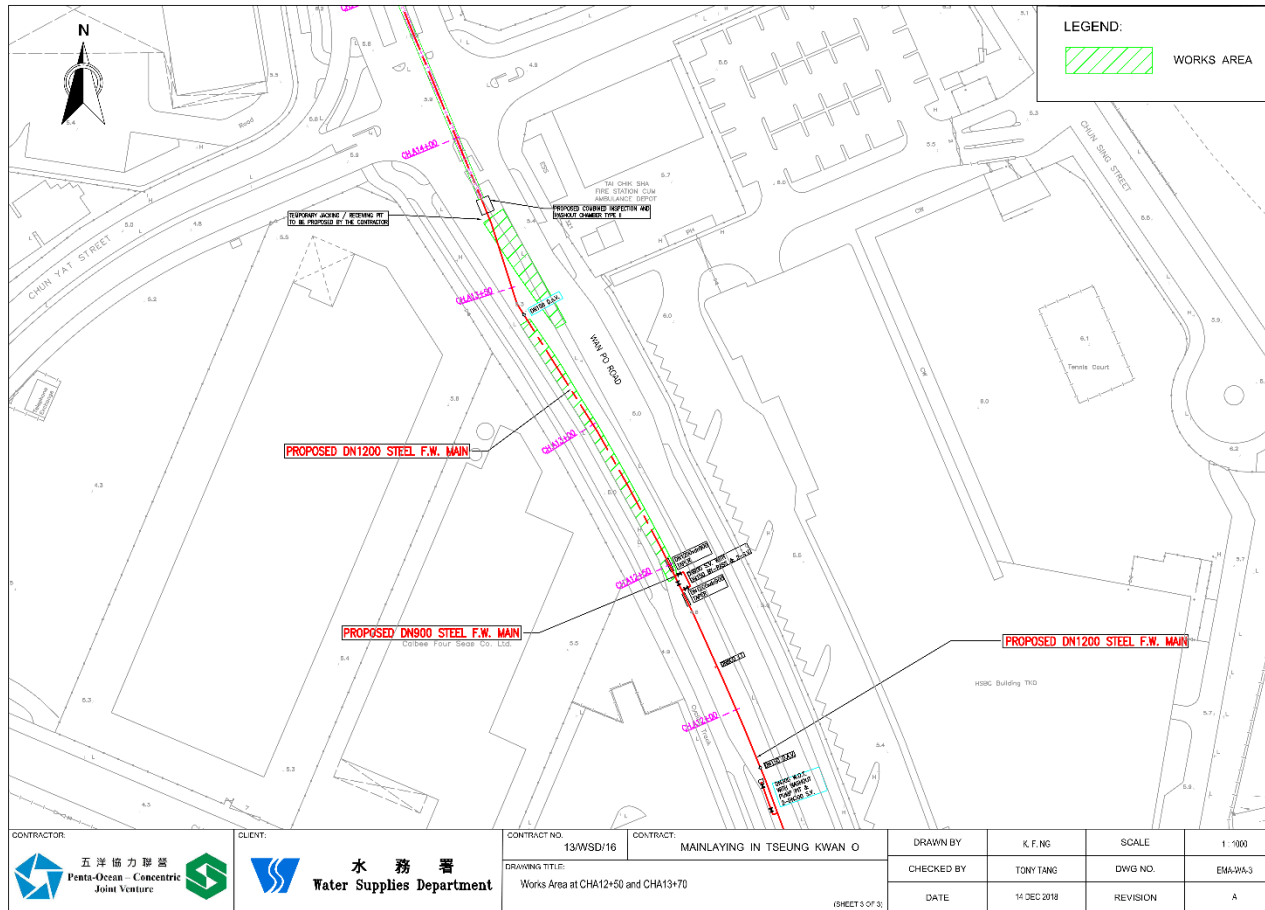 N
LEGEND:
WORKS AREA
CHUN SING STREET
Road
CHA14+00
ESS
TAI CHIK SHA
FIRE STATION CUM
AMBULANCE DEPOT
TEMPORARY JACKING / RECEIVING PIT
TO BE PROPOSED BY THE CONTRACTOR
PROPOSED COMBINED INSPECTION AND
WASHOUT CHAMBER TYPE II
CHUN YAT STREET
CHA13+50
DN100 D.A.V.
WAN PO ROAD
Tennis Court
Telephone
Exchange
CHA13+00
PROPOSED DN1200 STEEL F.W. MAIN
CHA12+50
PROPOSED DN900 STEEL F.W. MAIN
Calbee Four Seas Co. Ltd.
PROPOSED DN1200 STEEL F.W. MAIN
HSBC Building TKO
CHA12+00
Cycle Track
CONTRACTOR:
五洋協力聯營
Penta-Ocean – Concentric
Joint Venture
CLIENT:
水務署
Water Supplies Department
CONTRACT NO.
13/WSD/16
CONTRACT:
MAINLAYING IN TSEUNG KWAN O
DRAWING TITLE:
Works Area at CHA12+50 and CHA13+70
(SHEET 3 OF 3)
DRAWN BY K. F. NG SCALE 1 : 1000
CHECKED BY TONY TANG DWG NO. EMA-WA-3
DATE 14 DEC 2018 REVISION A